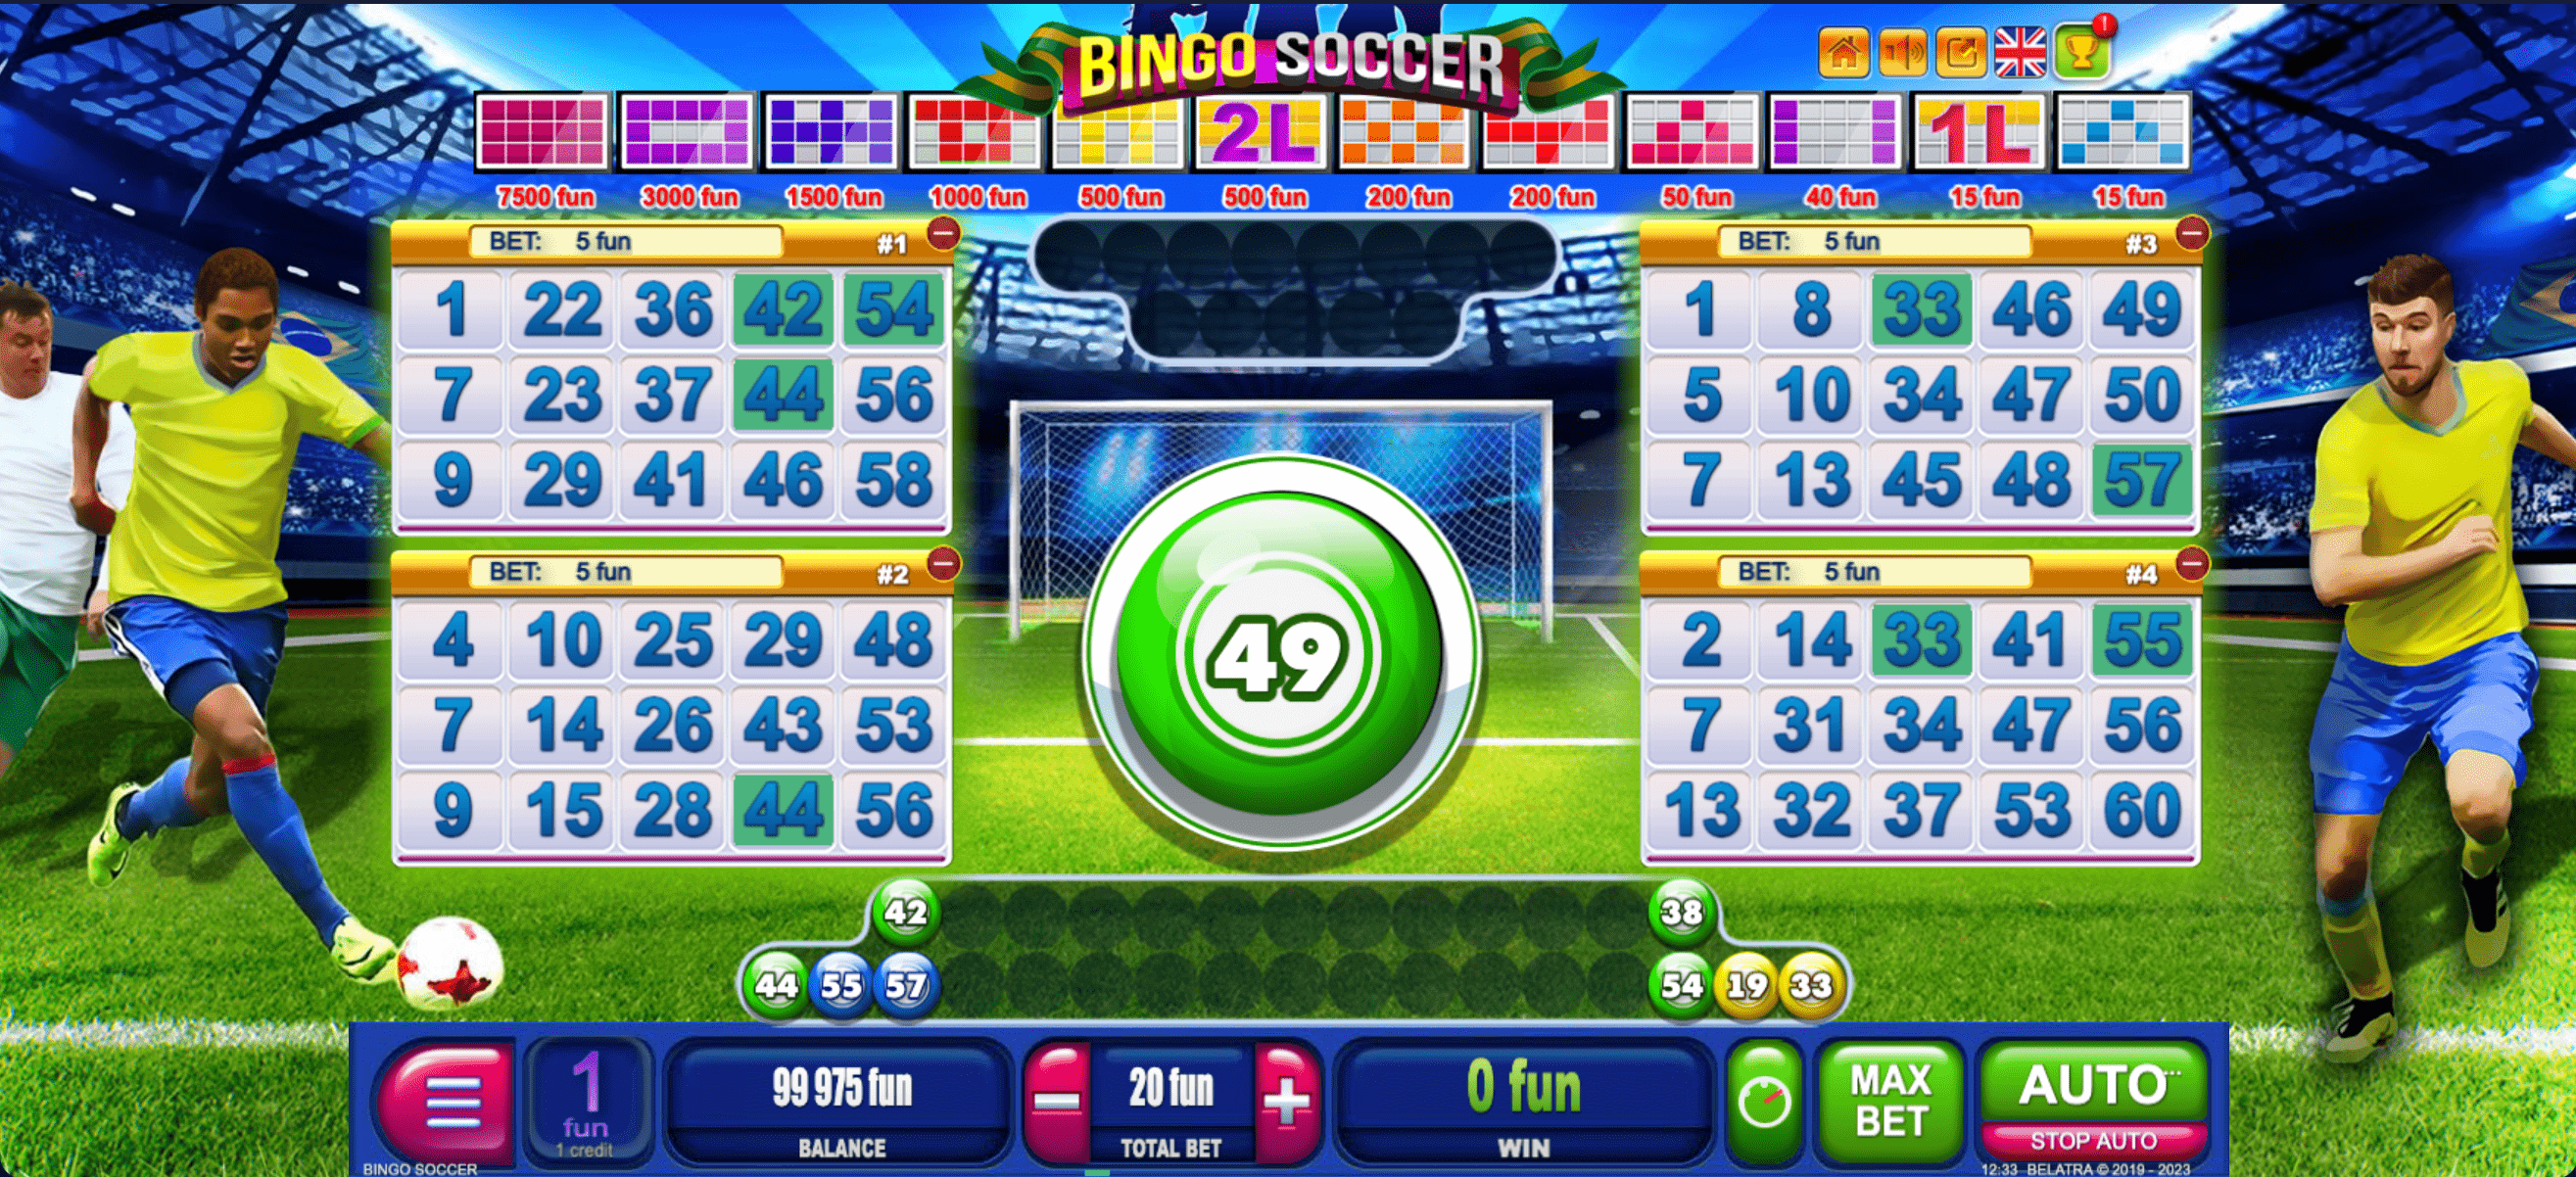 BINGO SOCCER
!
2L
1L
7500 fun 3000 fun 1500 fun 1000 fun 500 fun 500 fun 200 fun 200 fun 50 fun 40 fun 15 fun 15 fun
BET: 5 fun #1
1 22 36 42 54
7 23 37 44 56
9 29 41 46 58
BET: 5 fun #2
4 10 25 29 48
7 14 26 43 53
9 15 28 44 56
49
BET: 5 fun #3
1 8 33 46 49
5 10 34 47 50
7 13 45 48 57
BET: 5 fun #4
2 14 33 41 55
7 31 34 47 56
13 32 37 53 60
42 38
44 55 57 54 19 33
1
fun
1 credit
99 975 fun
BALANCE
20 fun
TOTAL BET
0 fun
WIN
MAX
BET
AUTO...
STOP AUTO
BINGO SOCCER
12:33 BELATRA © 2019 - 2023